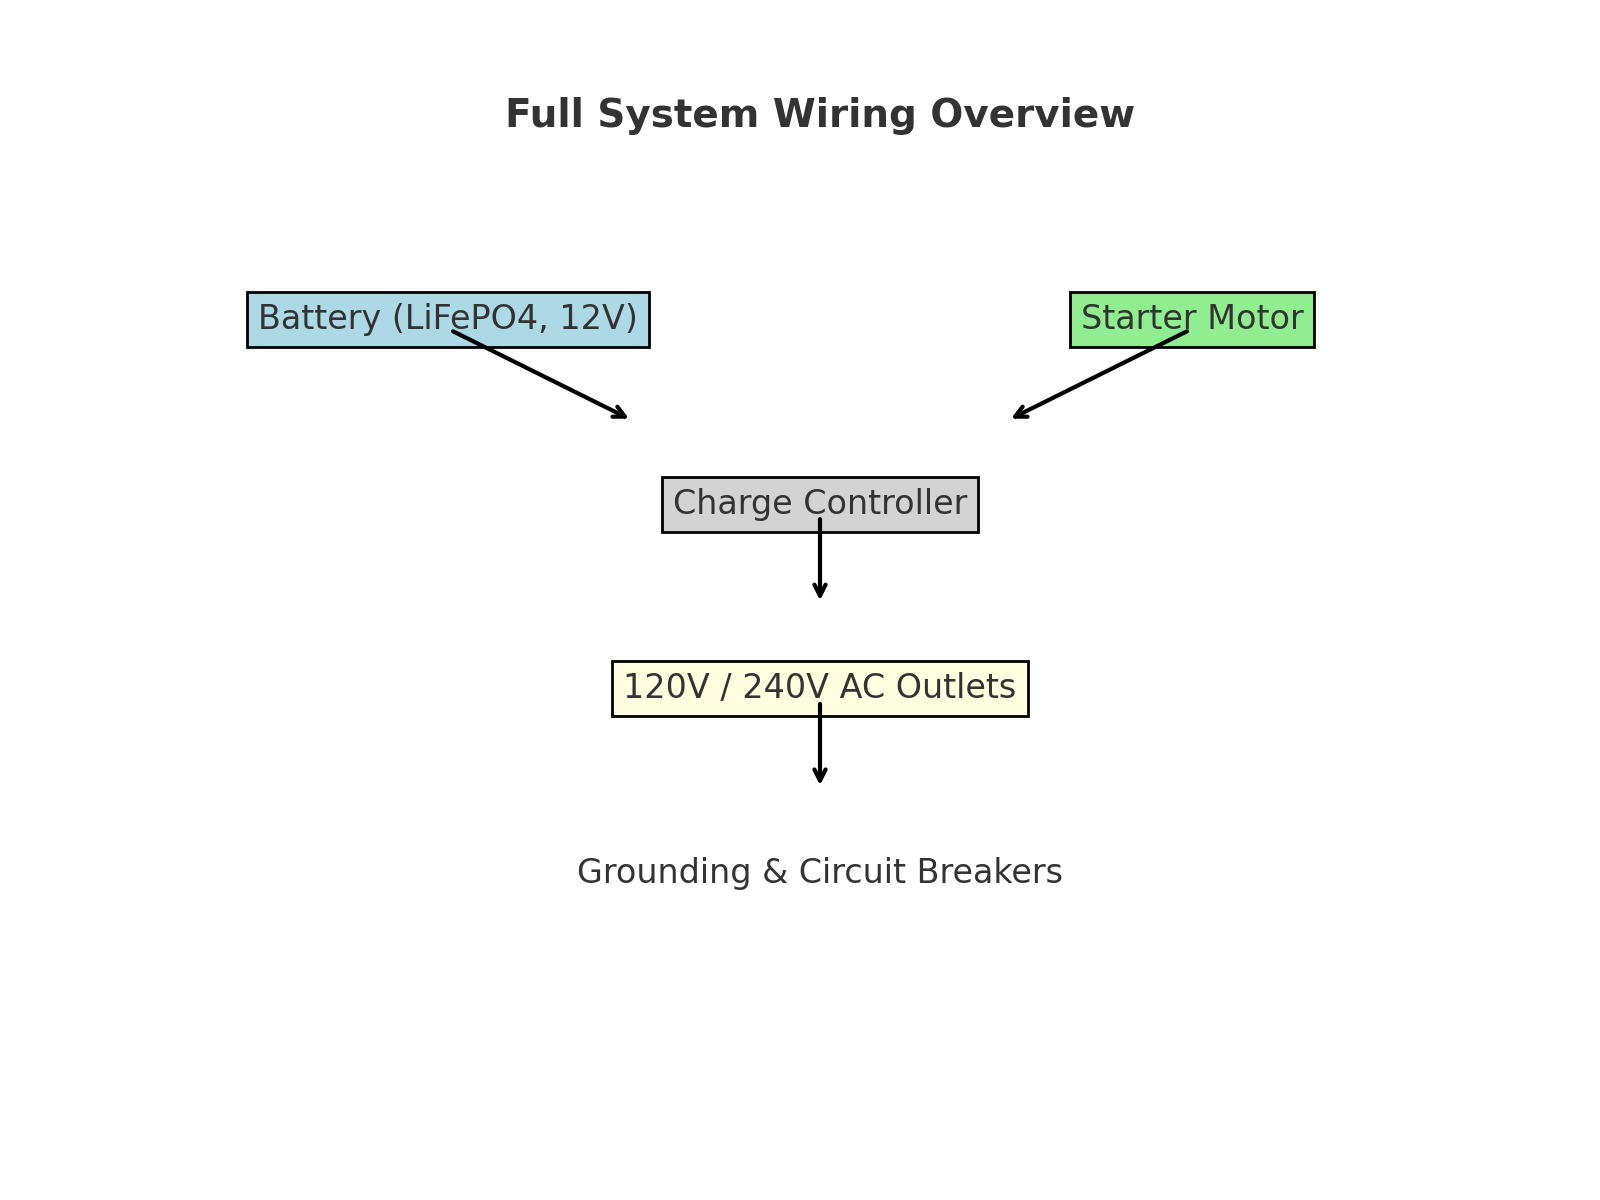 Full System Wiring Overview
Battery (LiFePO4, 12V)
Starter Motor
Charge Controller
120V / 240V AC Outlets
Grounding & Circuit Breakers